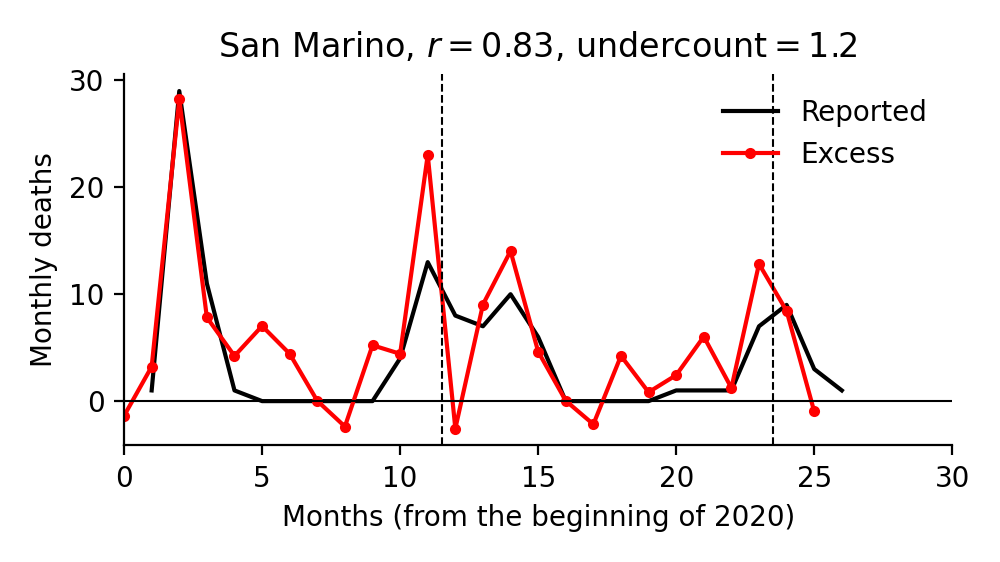 San Marino, r = 0.83, undercount = 1.2
30
20
10
0
Monthly deaths
Reported
Excess
0 5 10 15 20 25 30
Months (from the beginning of 2020)